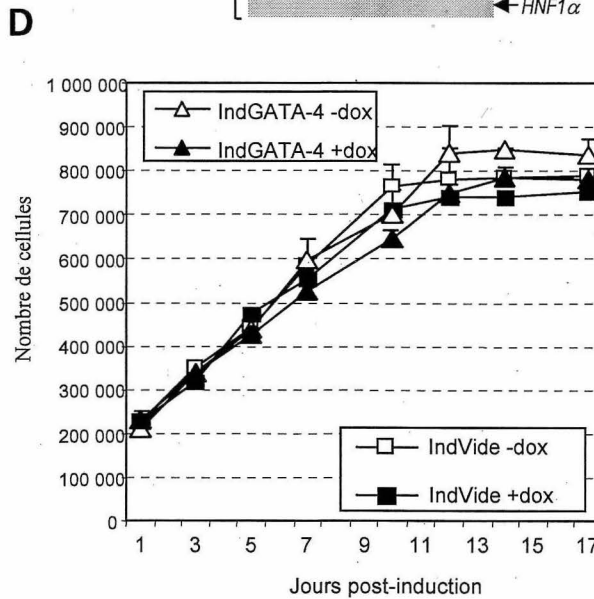 D
HNF1α
1 000 000
900 000
800 000
700 000
600 000
500 000
400 000
300 000
200 000
100 000
0
IndGATA-4 -dox
IndGATA-4 +dox
IndVide -dox
IndVide +dox
Nombre de cellules
1 3 5 7 9 11 13 15 17
Jours post-induction